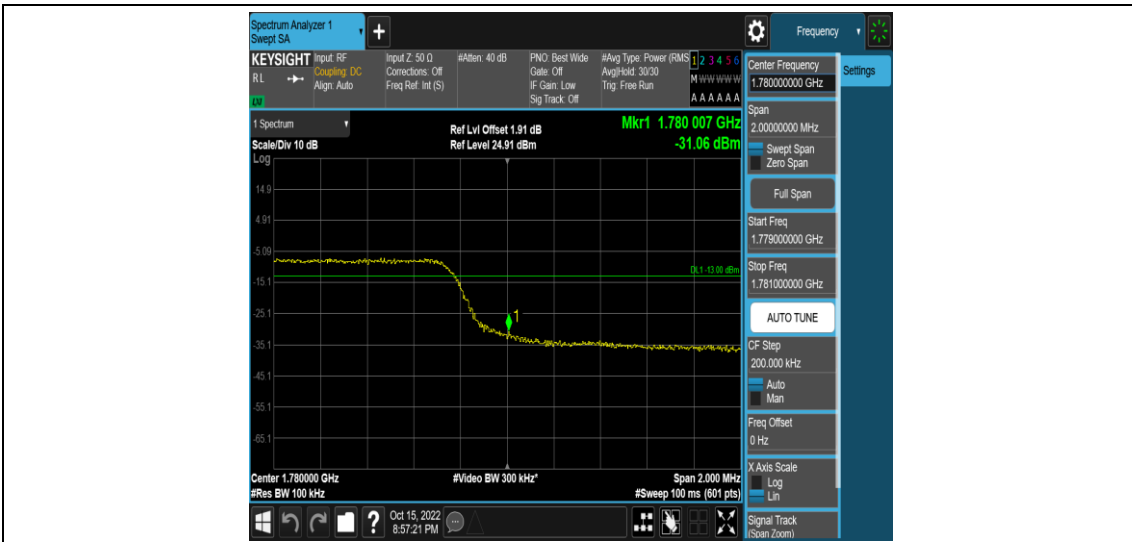 Spectrum Analyzer 1
Swept SA
+
Frequency
KEYSIGHT
RL
LXI
Input: RF
Coupling: DC
Align: Auto
Input Z: 50 Ω
Corrections: Off
Freq Ref: Int (S)
#Atten: 40 dB
PNO: Best Wide
Gate: Off
IF Gain: Low
Sig Track: Off
#Avg Type: Power (RMS
Avg|Hold: 30/30
Trig: Free Run
1 2 3 4 5 6
M W W W W W
A A A A A A
Center Frequency
1.780000000 GHz
Settings
1 Spectrum
Scale/Div 10 dB
Log
Ref Lvl Offset 1.91 dB
Ref Level 24.91 dBm
Mkr1 1.780 007 GHz
-31.06 dBm
14.9
4.91
-5.09
-15.1
-25.1
-35.1
-45.1
-55.1
-65.1
DL1 -13.00 dBm
1
Center 1.780000 GHz
#Res BW 100 kHz
#Video BW 300 kHz*
Span 2.000 MHz
#Sweep 100 ms (601 pts)
Span
2.00000000 MHz
Swept Span
Zero Span
Full Span
Start Freq
1.779000000 GHz
Stop Freq
1.781000000 GHz
AUTO TUNE
CF Step
200.000 kHz
Auto
Man
Freq Offset
0 Hz
X Axis Scale
Log
Lin
Signal Track
(Span Zoom)
?
Oct 15, 2022
8:57:21 PM